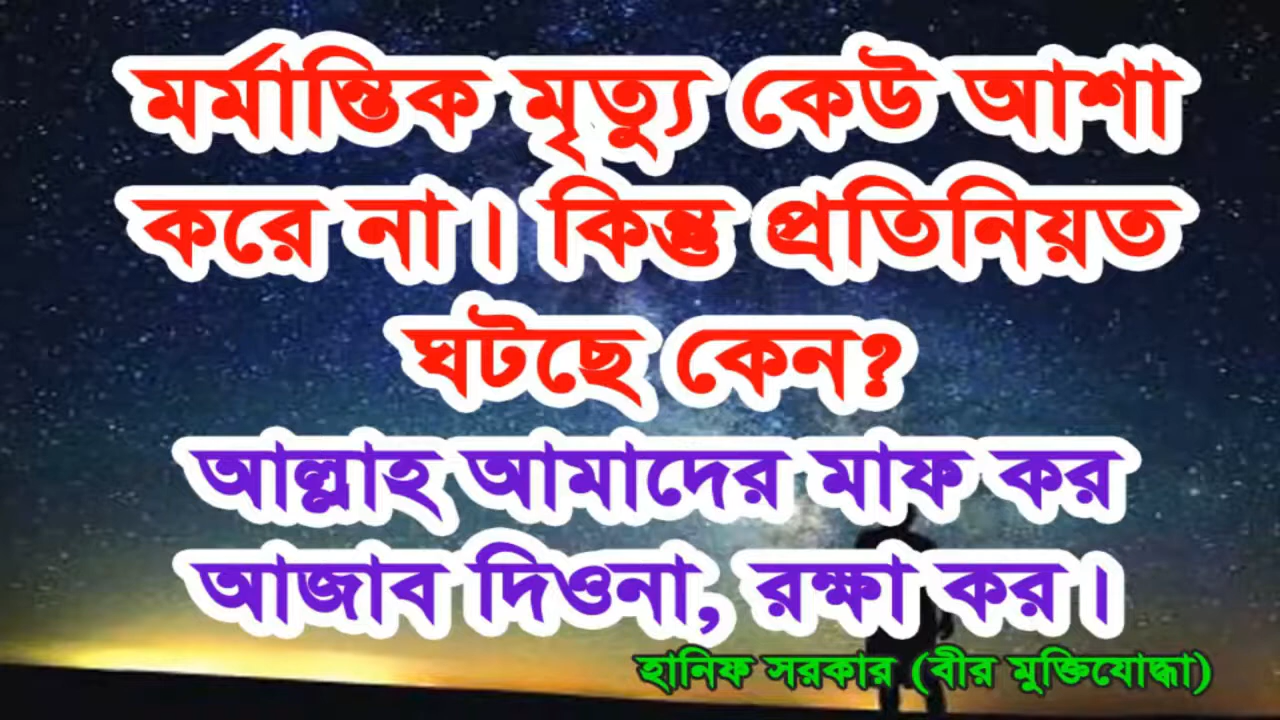 মর্মান্তিক মৃত্যু কেউ আশা
করে না। কিন্তু প্রতিনিয়ত
ঘটছে কেন?
আল্লাহ আমাদের মাফ কর
আজাব দিওনা, রক্ষা কর।
হানিফ সরকার (বীর মুক্তিযোদ্ধা)